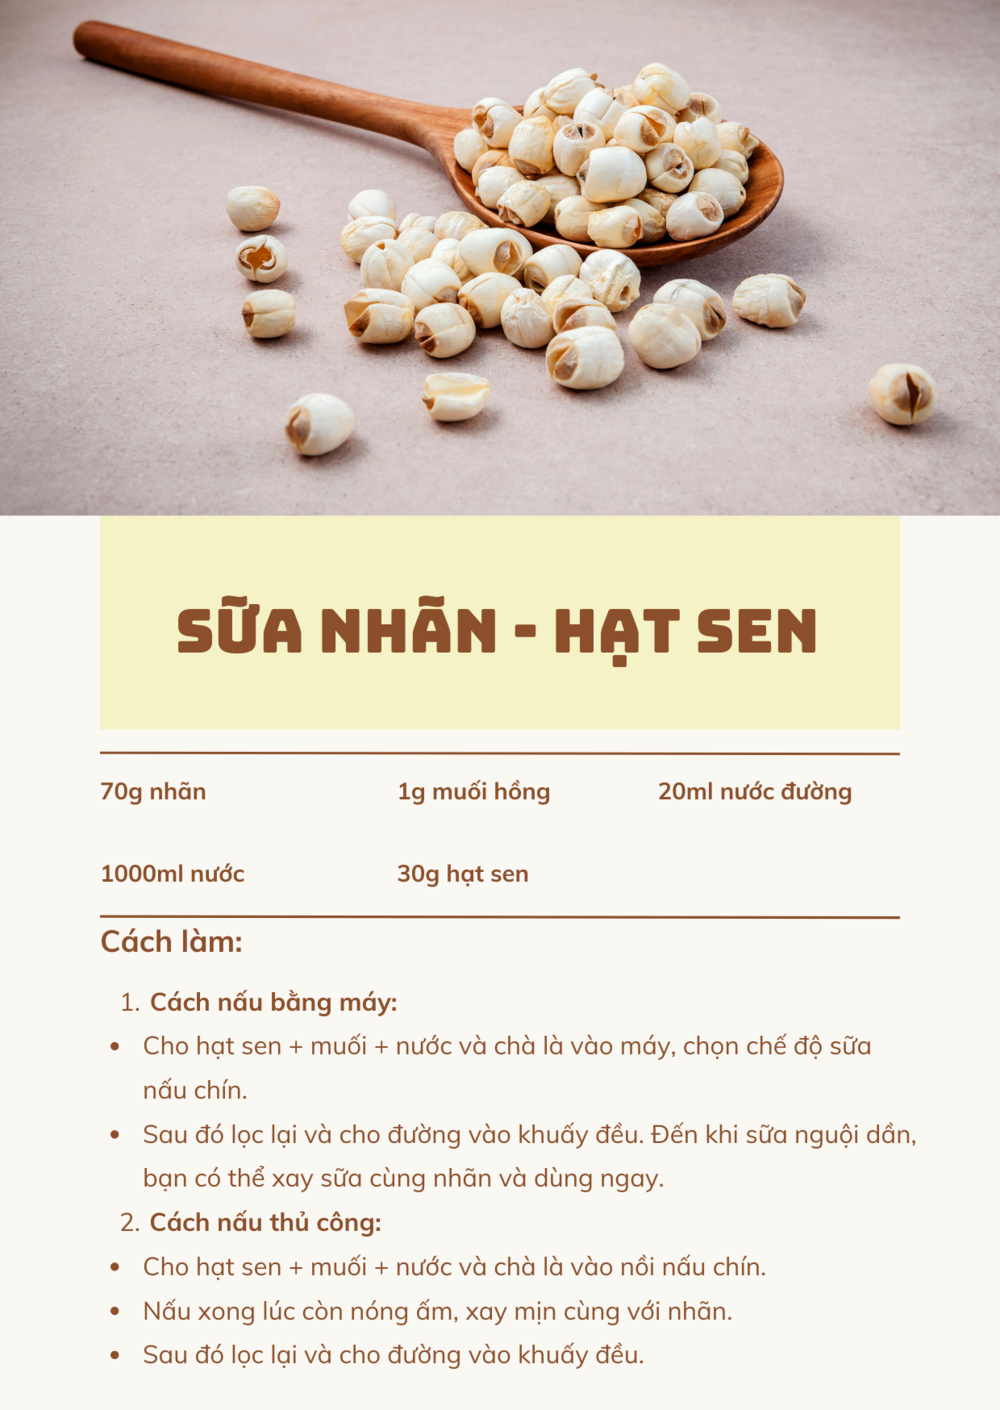 SỮA NHÃN - HẠT SEN
70g nhãn 1g muối hồng 20ml nước đường
1000ml nước 30g hạt sen
Cách làm:
1. Cách nấu bằng máy:
• Cho hạt sen + muối + nước và chà là vào máy, chọn chế độ sữa
nấu chín.
• Sau đó lọc lại và cho đường vào khuấy đều. Đến khi sữa nguội dần,
bạn có thể xay sữa cùng nhãn và dùng ngay.
2. Cách nấu thủ công:
• Cho hạt sen + muối + nước và chà là vào nồi nấu chín.
• Nấu xong lúc còn nóng ấm, xay mịn cùng với nhãn.
• Sau đó lọc lại và cho đường vào khuấy đều.